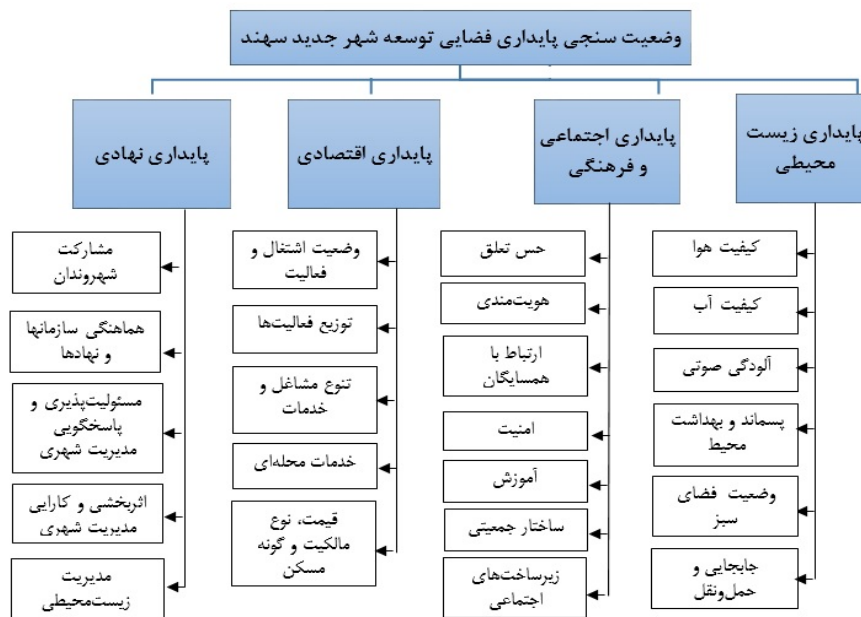 وضعیت سنجی پایداری فضایی توسعه شهر جدید سهند
پایداری زیست
محیطی
کیفیت هوا
کیفیت آب
آلودگی صوتی
پسماند و بهداشت
محیط
وضعیت فضای
سبز
جابجایی و
حمل‌ونقل
پایداری اجتماعی
و فرهنگی
حس تعلق
هویت‌مندی
ارتباط با
همسایگان
امنیت
آموزش
ساختار جمعیتی
زیرساخت‌های
اجتماعی
پایداری اقتصادی
وضعیت اشتغال و
فعالیت
توزیع فعالیت‌ها
تنوع مشاغل و
خدمات
خدمات محله‌ای
قیمت، نوع
مالکیت و گونه
مسکن
پایداری نهادی
مشارکت
شهروندان
هماهنگی سازمانها
و نهادها
مسئولیت‌پذیری و
پاسخگویی
مدیریت شهری
اثربخشی و کارایی
مدیریت شهری
مدیریت
زیست‌محیطی